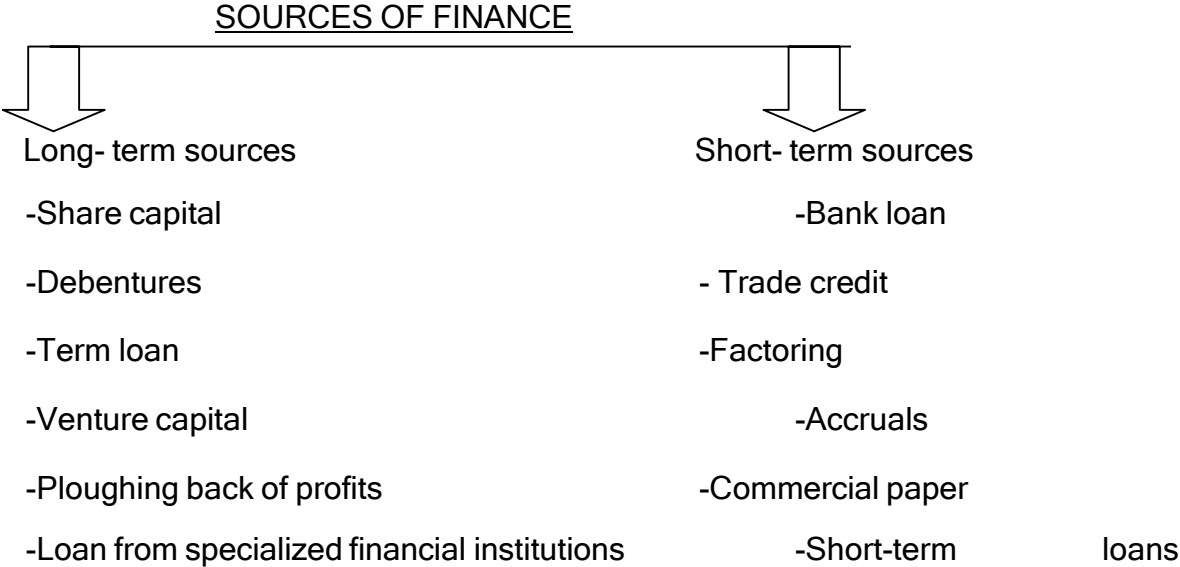 SOURCES OF FINANCE
Long- term sources Short- term sources
-Share capital -Bank loan
-Debentures - Trade credit
-Term loan -Factoring
-Venture capital -Accruals
-Ploughing back of profits -Commercial paper
-Loan from specialized financial institutions -Short-term loans